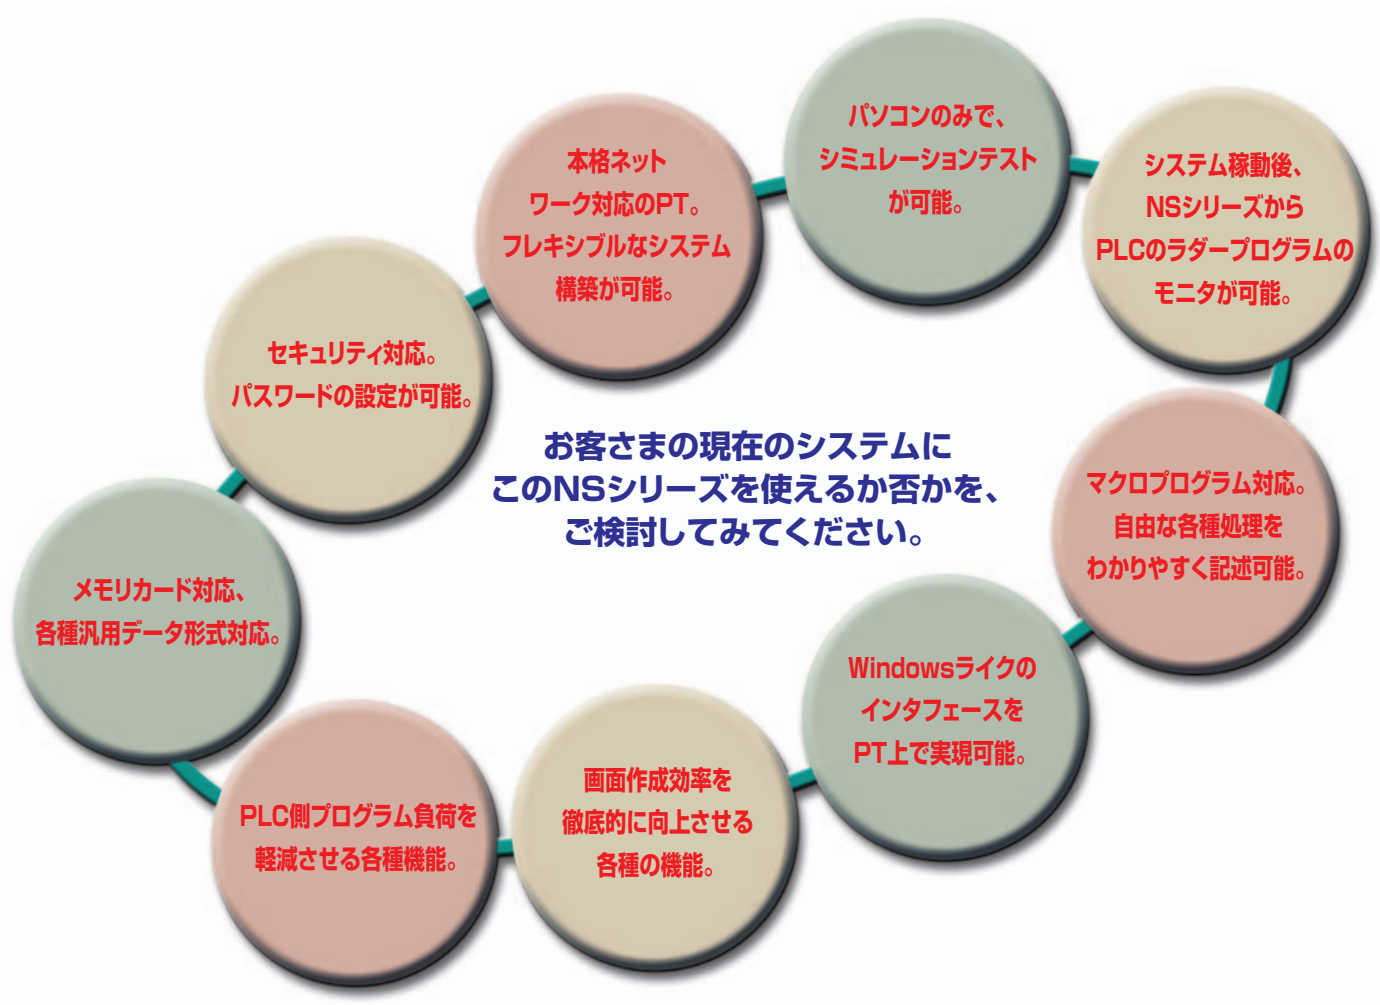 パソコンのみで、
シミュレーションテスト
が可能。
本格ネット
ワーク対応のPT。
フレキシブルなシステム
構築が可能。
システム稼動後、
NSシリーズから
PLCのラダープログラムの
モニタが可能。
セキュリティ対応。
パスワードの設定が可能。
お客さまの現在のシステムに
このNSシリーズを使えるか否かを、
ご検討してみてください。
マクロプログラム対応。
自由な各種処理を
わかりやすく記述可能。
メモリカード対応、
各種汎用データ形式対応。
Windowsライクの
インタフェースを
PT上で実現可能。
画面作成効率を
徹底的に向上させる
各種の機能。
PLC側プログラム負荷を
軽減させる各種機能。